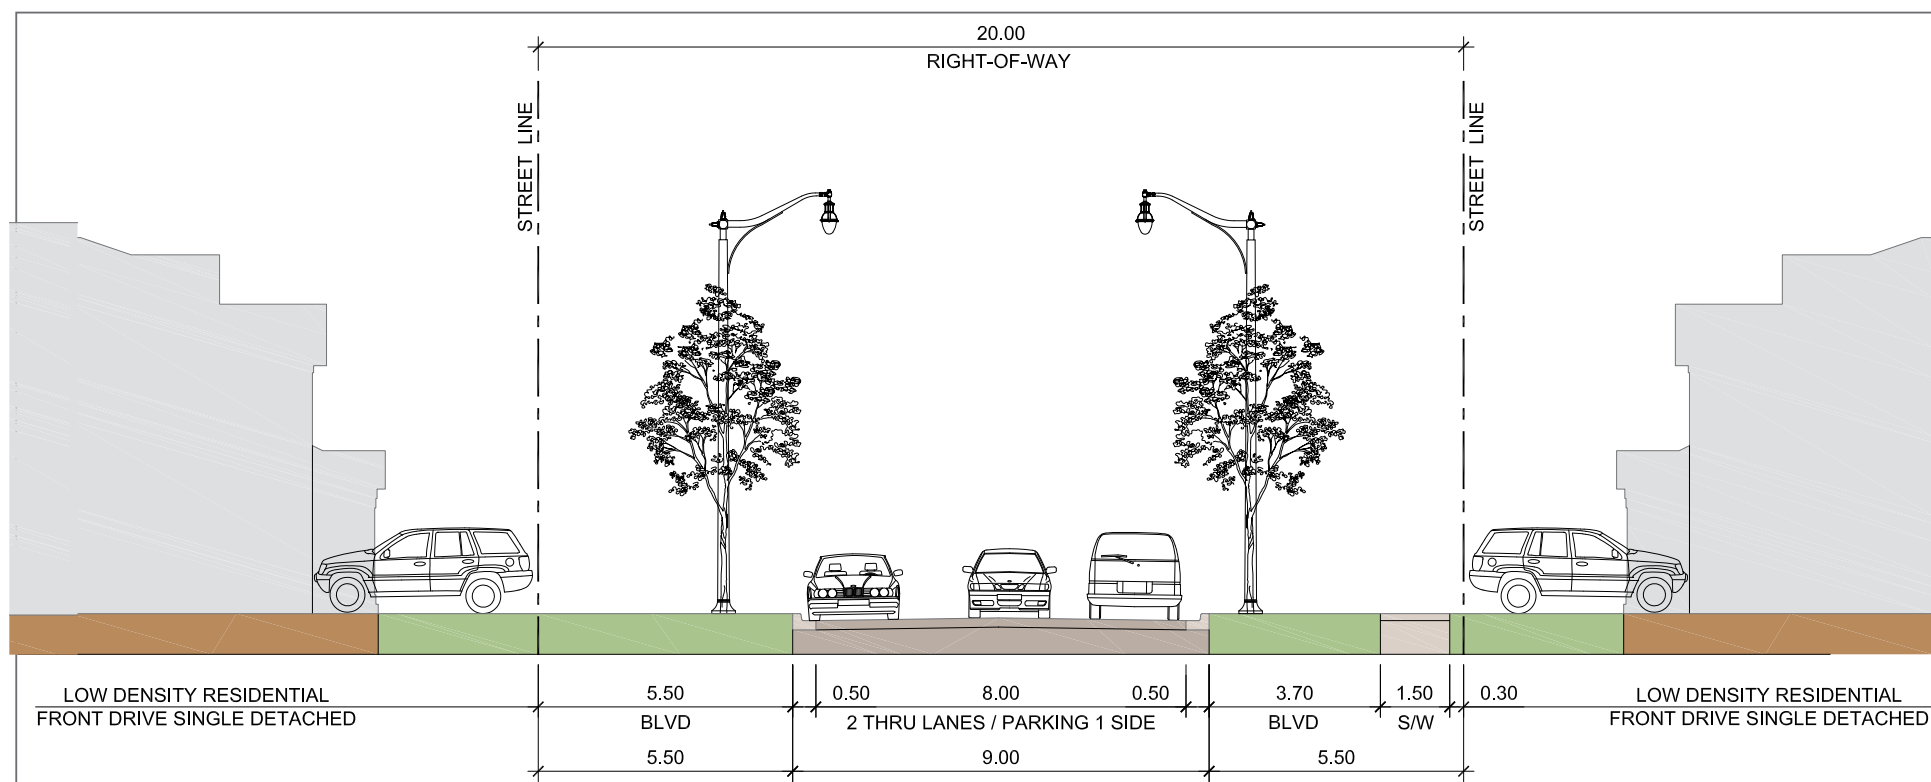 20.00
RIGHT-OF-WAY
STREET LINE
STREET LINE
LOW DENSITY RESIDENTIAL
FRONT DRIVE SINGLE DETACHED
5.50
BLVD
0.50
8.00
0.50
2 THRU LANES / PARKING 1 SIDE
3.70
BLVD
1.50
S/W
0.30
LOW DENSITY RESIDENTIAL
FRONT DRIVE SINGLE DETACHED
5.50
9.00
5.50